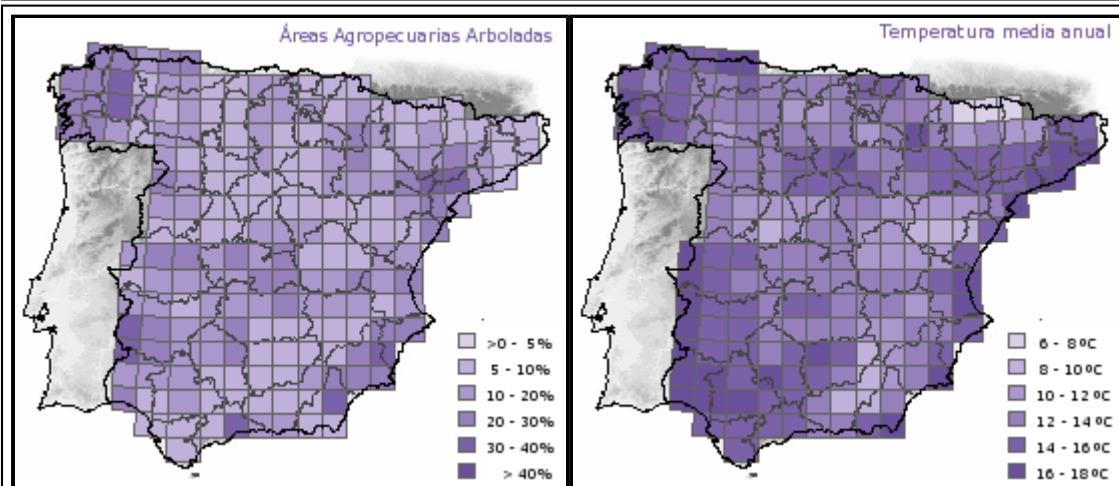 Áreas Agropecuarias Arboladas
>0 - 5%
5 - 10%
10 - 20%
20 - 30%
30 - 40%
> 40%
Temperatura media anual
6 - 8ºC
8 - 10ºC
10 - 12ºC
12 - 14ºC
14 - 16ºC
16 - 18ºC